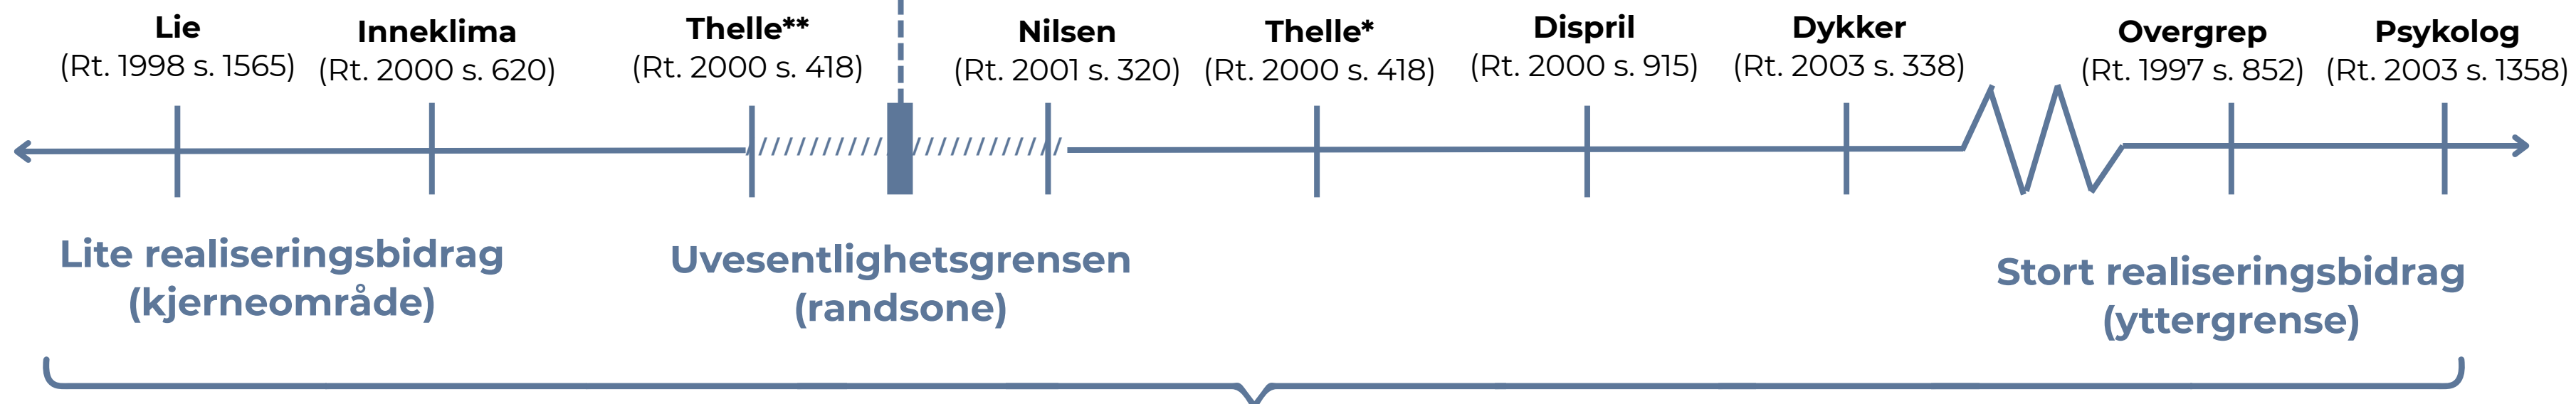 Lie
(Rt. 1998 s. 1565)
Inneklima
(Rt. 2000 s. 620)
Thelle**
(Rt. 2000 s. 418)
Nilsen
(Rt. 2001 s. 320)
Thelle*
(Rt. 2000 s. 418)
Dispril
(Rt. 2000 s. 915)
Dykker
(Rt. 2003 s. 338)
Overgrep
(Rt. 1997 s. 852)
Psykolog
(Rt. 2003 s. 1358)
Lite realiseringsbidrag
(kjerneområde)
Uvesentlighetsgrensen
(randsone)
Stort realiseringsbidrag
(yttergrense)